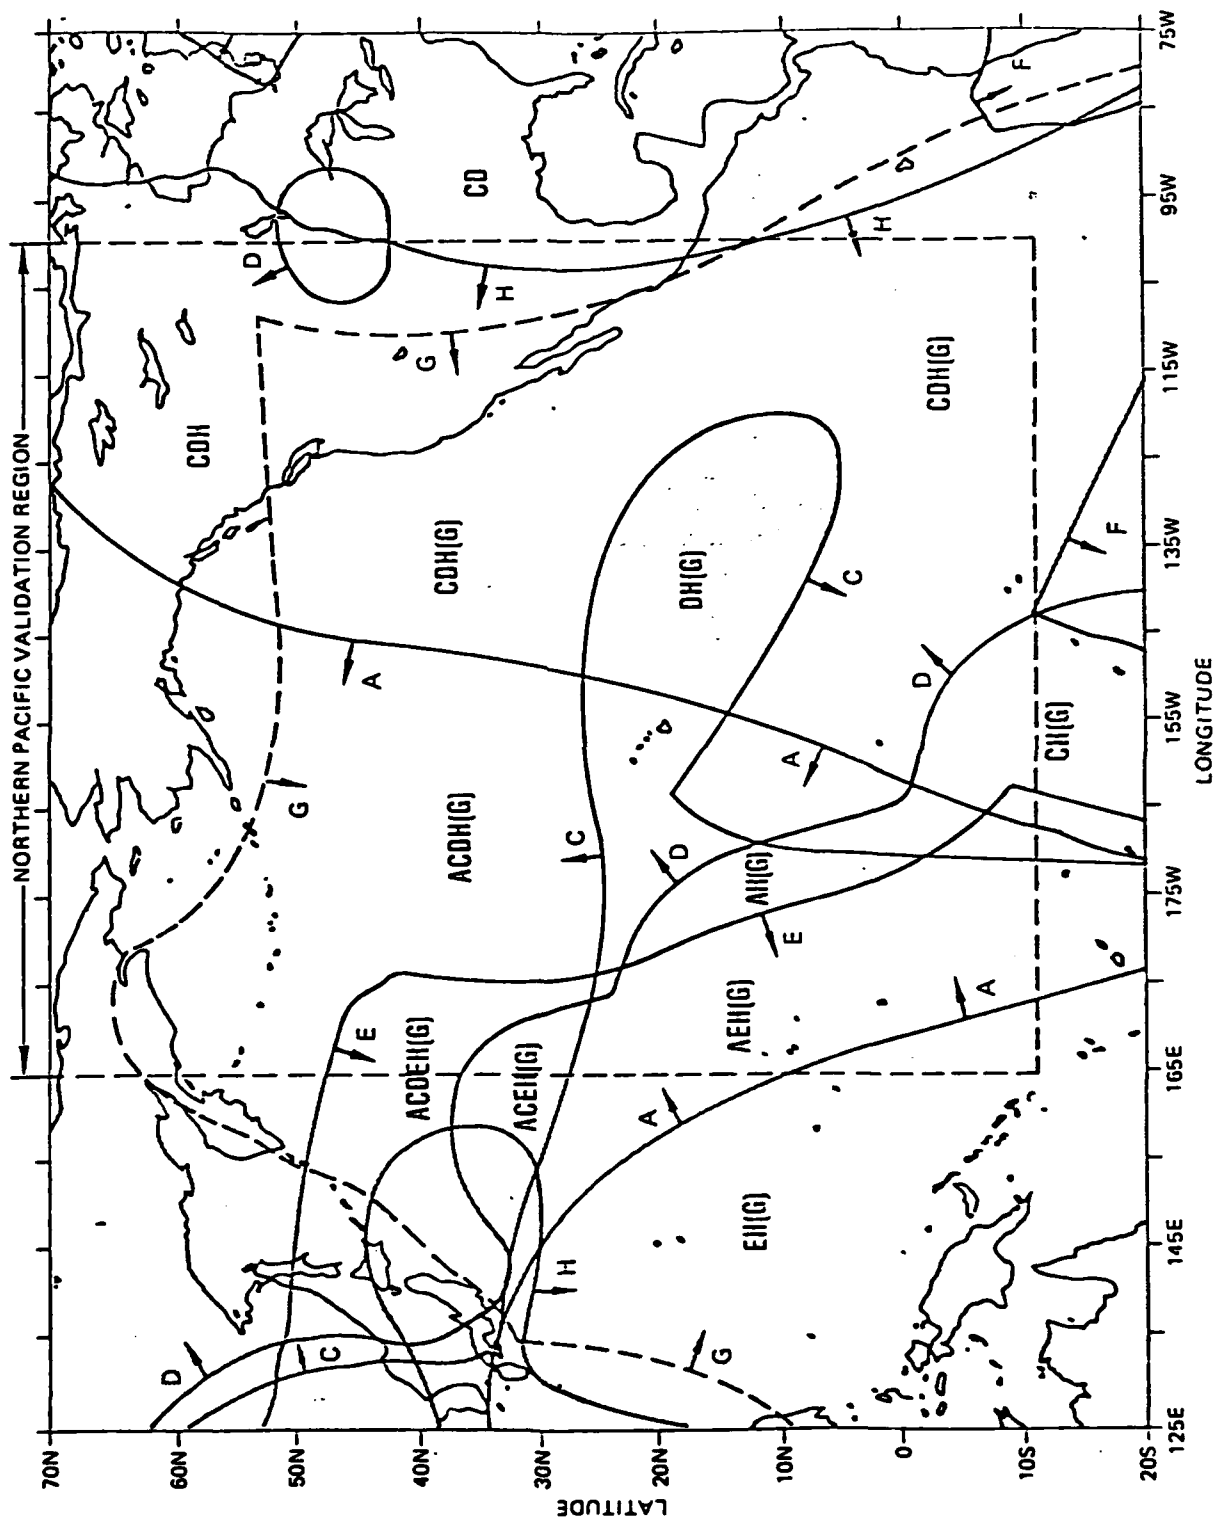 NORTHERN PACIFIC VALIDATION REGION
70N
60N
50N
40N
30N
20N
10N
0
10S
20S
LATITUDE
125E
145E
165E
175W
155W
135W
115W
95W
75W
LONGITUDE
D
C
H
G
E
A
A
G
C
D
E
A
A
D
C
F
G
H
D
H
F
CDH
CD
CDH(G)
CDH(G)
DH(G)
ACDH(G)
CH(G)
AH(G)
AEH(G)
ACDEH(G)
ACEH(G)
EH(G)